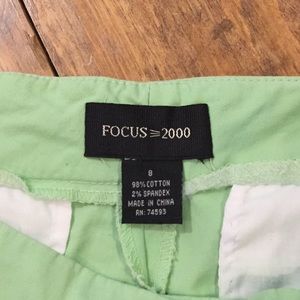 FOCUS ≥ 2000
8
98% COTTON
2% SPANDEX
MADE IN CHINA
RN: 74593